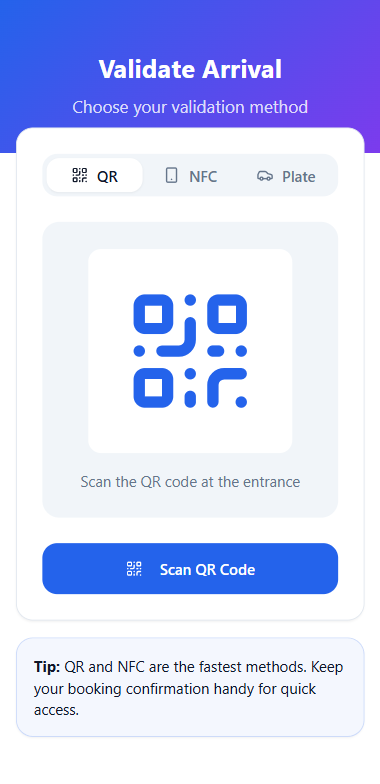 Validate Arrival
Choose your validation method
QR
NFC
Plate
Scan the QR code at the entrance
Scan QR Code
Tip: QR and NFC are the fastest methods. Keep
your booking confirmation handy for quick
access.